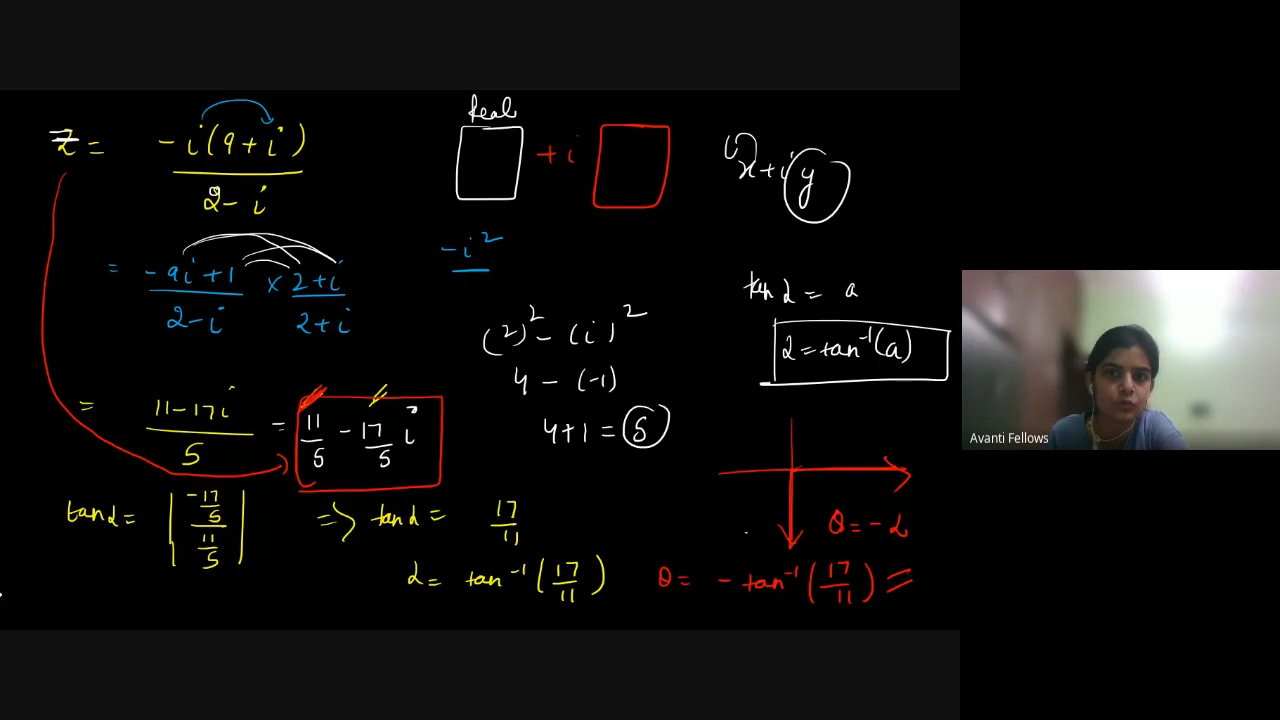 Real
z = -i(9+i) / 2-i
+ i
x+iy
= -9i+1 / 2-i × 2+i / 2+i
-i²
(2)² - (i)²
4 - (-1)
4+1 = 5
tan α = a
α = tan⁻¹(a)
= 11-17i / 5 = 11/5 - 17/5 i
tan α = | -17/5 / 11/5 | => tan α = 17/11
α = tan⁻¹(17/11)
θ = -α
θ = - tan⁻¹(17/11)
Avanti Fellows